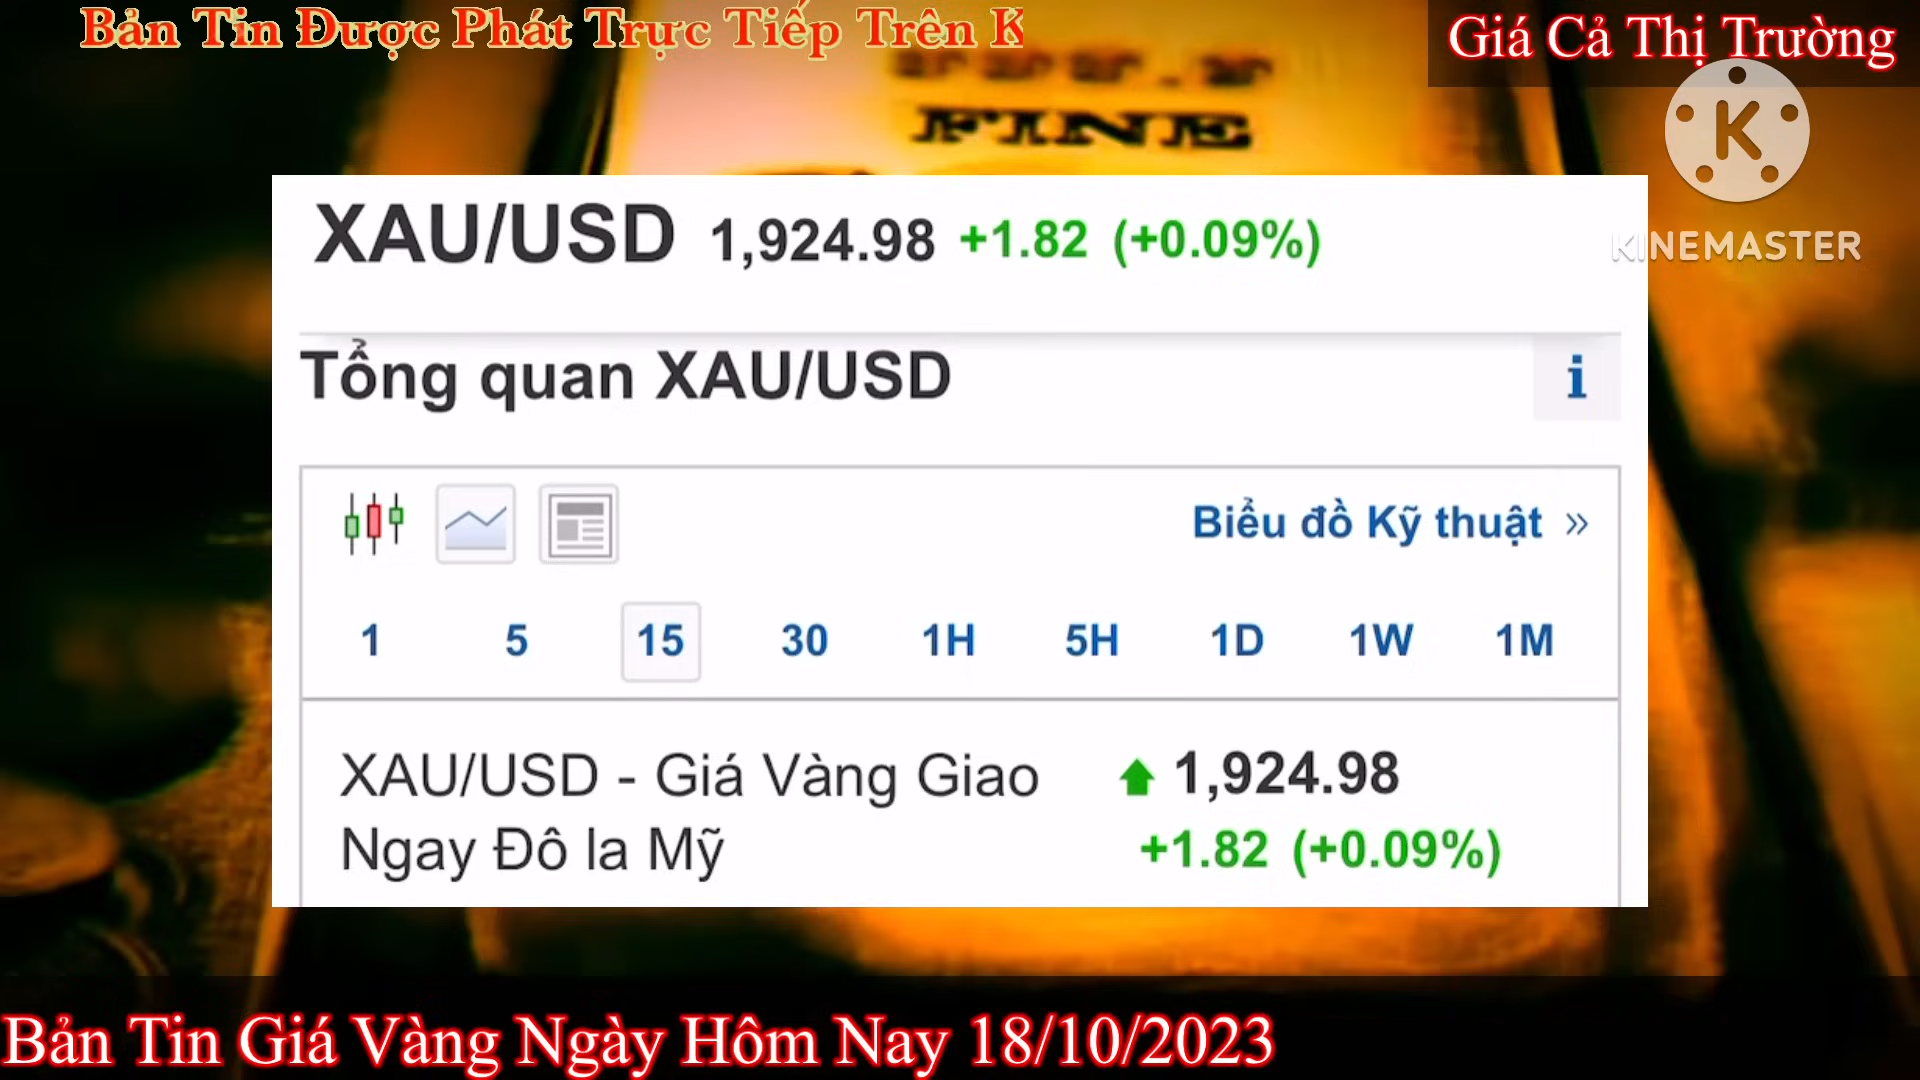 Bản Tin Được Phát Trực Tiếp Trên K
Giá Cả Thị Trường
FINE
K
KINEMASTER
XAU/USD 1,924.98 +1.82 (+0.09%)
Tổng quan XAU/USD
i
Biểu đồ Kỹ thuật »
1 5 15 30 1H 5H 1D 1W 1M
XAU/USD - Giá Vàng Giao
Ngay Đô la Mỹ
1,924.98
+1.82 (+0.09%)
Bản Tin Giá Vàng Ngày Hôm Nay 18/10/2023